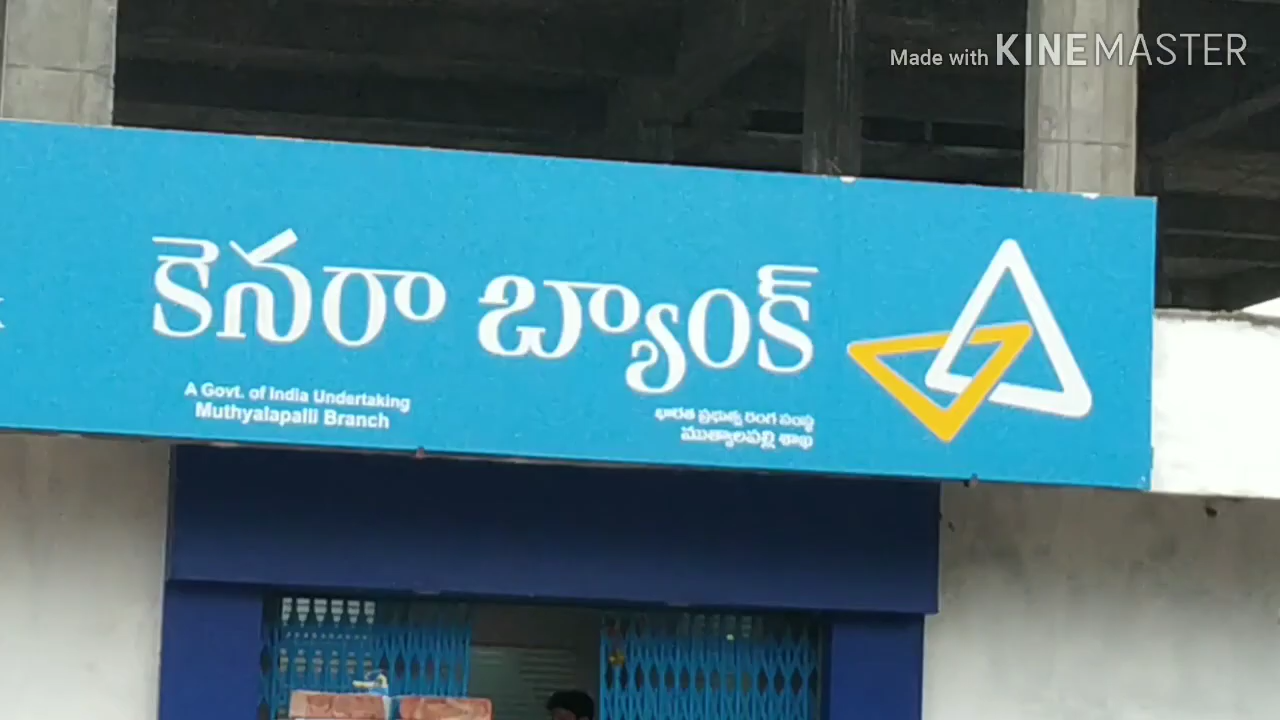 Made with KINEMASTER
కెనరా బ్యాంక్
A Govt. of India Undertaking
Muthyalapalli Branch
భారత ప్రభుత్వ రంగ సంస్థ
ముత్యాలపల్లి శాఖ